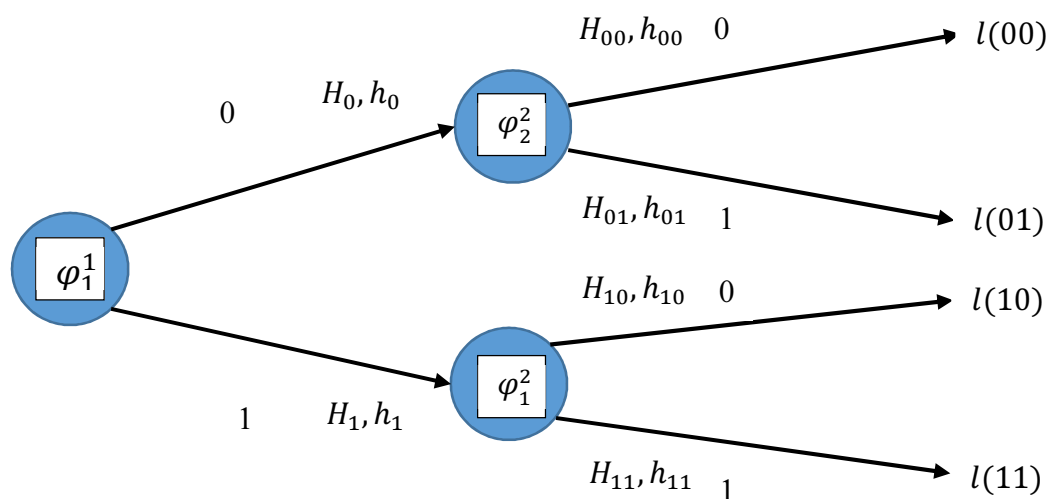 H₀₀, h₀₀ 0
l(00)
0
H₀, h₀
φ₂²
H₀₁, h₀₁ 1
l(01)
φ₁¹
H₁₀, h₁₀ 0
l(10)
φ₁²
1
H₁, h₁
H₁₁, h₁₁ 1
l(11)